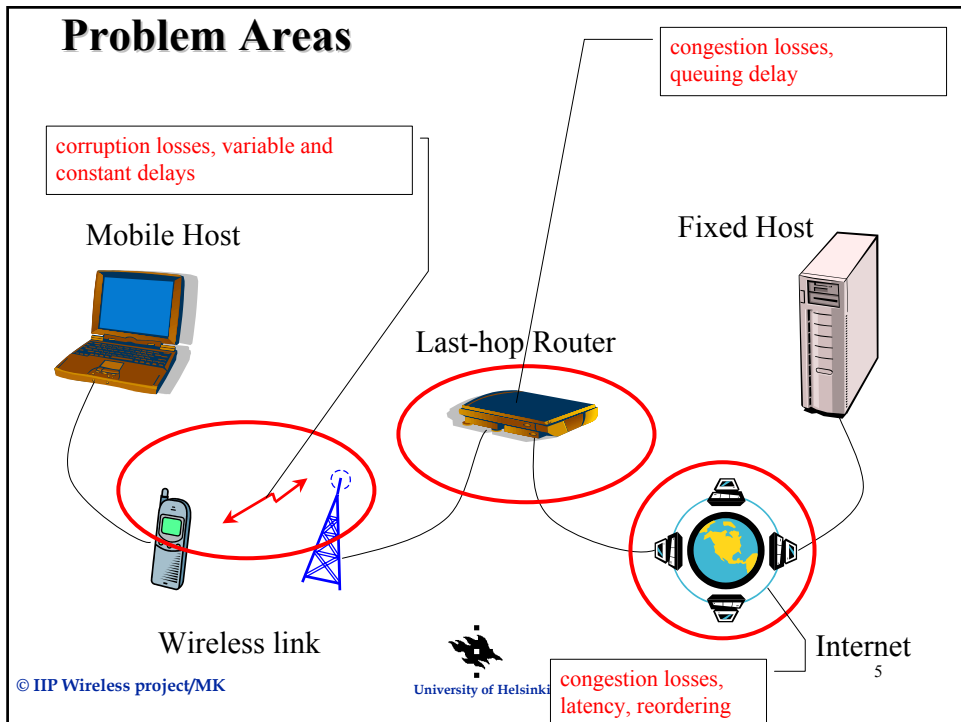 Problem Areas
congestion losses,
queuing delay
corruption losses, variable and
constant delays
Mobile Host
Fixed Host
Last-hop Router
Wireless link
Internet
congestion losses,
latency, reordering
© IIP Wireless project/MK
University of Helsinki
5